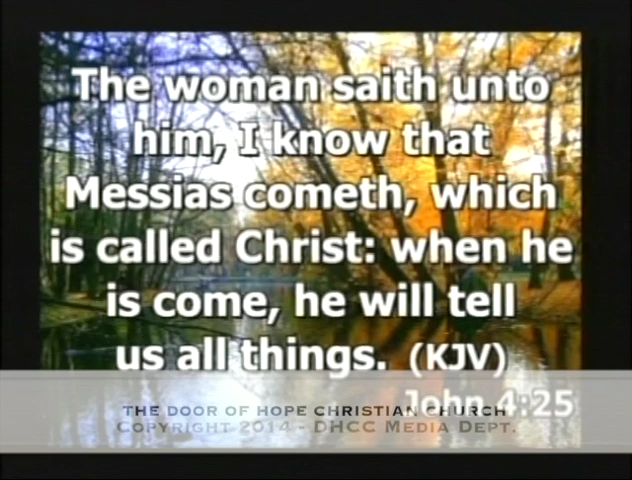 The woman saith unto
him, I know that
Messias cometh, which
is called Christ: when he
is come, he will tell
us all things. (KJV)
John 4:25
THE DOOR OF HOPE CHRISTIAN CHURCH
COPYRIGHT 2014 - DHCC MEDIA DEPT.